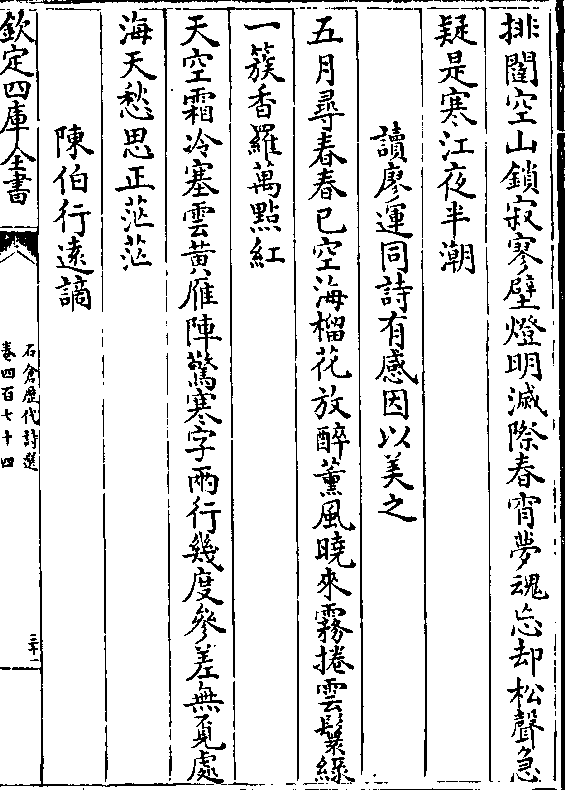 排闥空山鎖寂寥壁燈明滅際春宵夢魂忘却松聲急
疑是寒江夜半潮
讀廖運同詩有感因以美之
五月尋春春已空海榴花放醉薰風曉來霧捲雲鬟綠
一簇香羅萬點紅
天空霜冷塞雲黃雁陣驚寒字兩行幾度參差無覓處
海天愁思正茫茫
陳伯行遠謫
欽定四庫全書
石倉歷代詩選
卷四百七十四